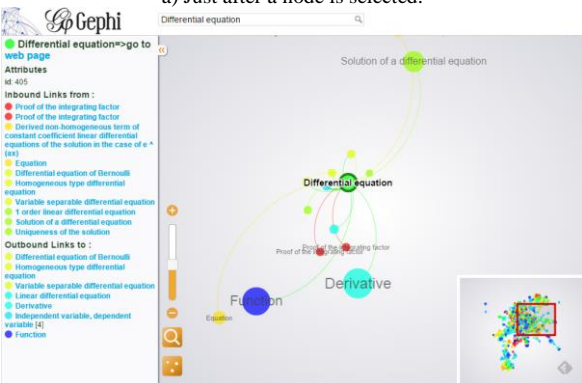 a) Just after a node is selected.
Gephi
Differential equation
Differential equation=>go to
web page
Attributes
id: 405
Inbound Links from :
Proof of the integrating factor
Proof of the integrating factor
Derived non-homogeneous term of
constant coefficient linear differential
equations of the solution in the case of e ^
(ax)
Equation
Differential equation of Bernoulli
Homogeneous type differential
equation
Variable separable differential equation
1 order linear differential equation
Solution of a differential equation
Uniqueness of the solution
Outbound Links to :
Differential equation of Bernoulli
Homogeneous type differential
equation
Variable separable differential equation
Linear differential equation
Derivative
Independent variable, dependent
variable [4]
Function
Solution of a differential equation
Differential equation
Proof of the integrating factor
Proof of the integrating factor
Derivative
Function
Equation